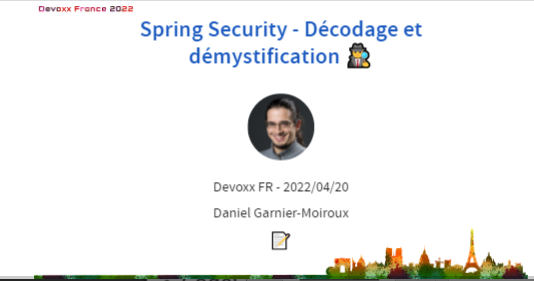 Devoxx France 2022
Spring Security - Décodage et
démystification
Devoxx FR - 2022/04/20
Daniel Garnier-Moiroux